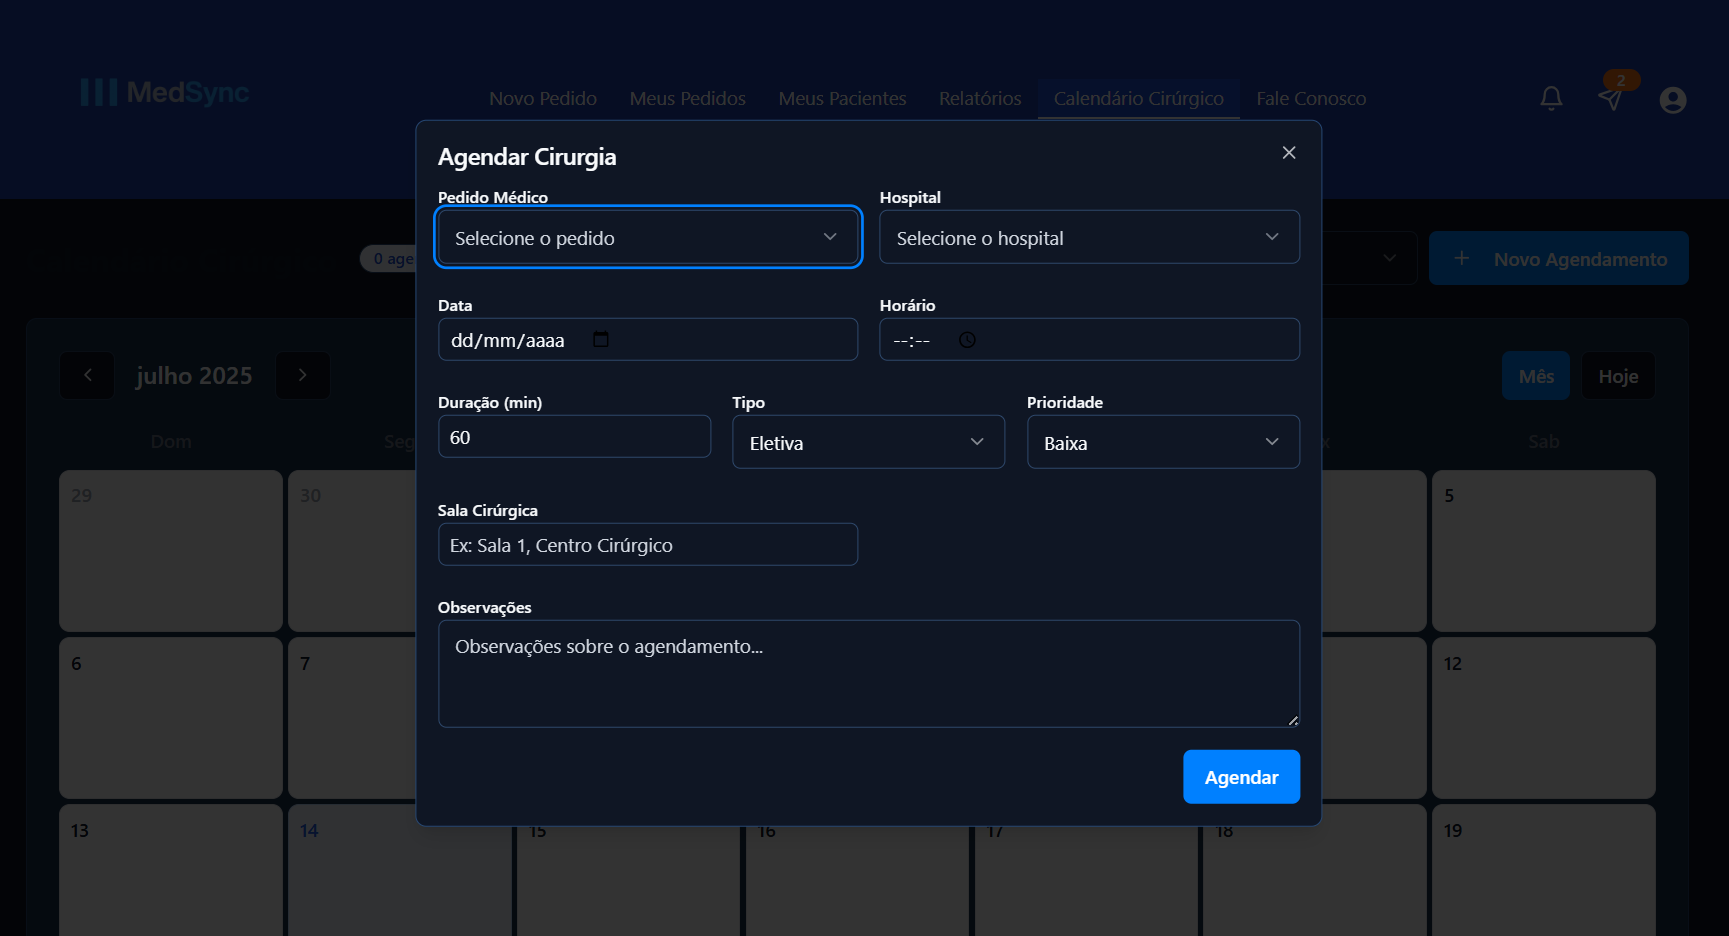 MedSync
Novo Pedido Meus Pedidos Meus Pacientes Relatórios Calendário Cirúrgico Fale Conosco
2
Agendar Cirurgia
Pedido Médico Hospital
Selecione o pedido Selecione o hospital
0 age
Novo Agendamento
Data Horário
dd/mm/aaaa --:--
julho 2025
Mês Hoje
Duração (min) Tipo Prioridade
60 Eletiva Baixa
Dom Seg Sab
29 30 5
Sala Cirúrgica
Ex: Sala 1, Centro Cirúrgico
Observações
Observações sobre o agendamento...
6 7 12
Agendar
13 14 15 16 17 18 19